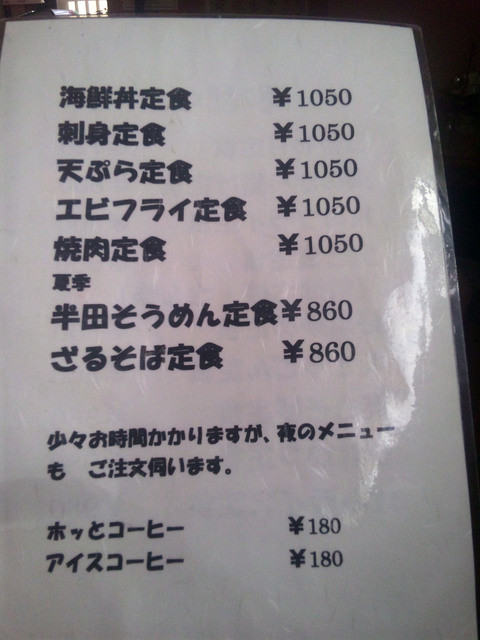 海鮮丼定食 ¥1050
刺身定食 ¥1050
天ぷら定食 ¥1050
エビフライ定食 ¥1050
焼肉定食 ¥1050
夏季
半田そうめん定食 ¥860
ざるそば定食 ¥860
少々お時間かかりますが、夜のメニュー
も ご注文伺います。
ホッとコーヒー ¥180
アイスコーヒー ¥180